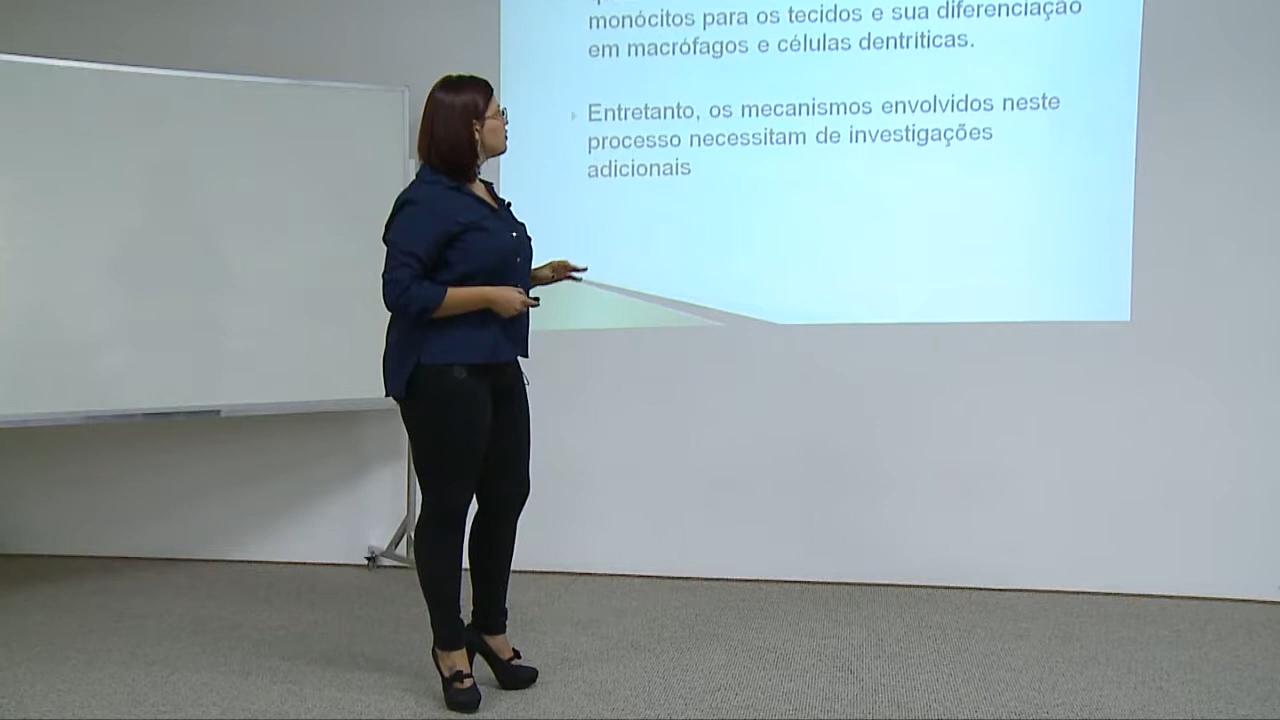 monócitos para os tecidos e sua diferenciação
em macrófagos e células dentríticas.
Entretanto, os mecanismos envolvidos neste
processo necessitam de investigações
adicionais